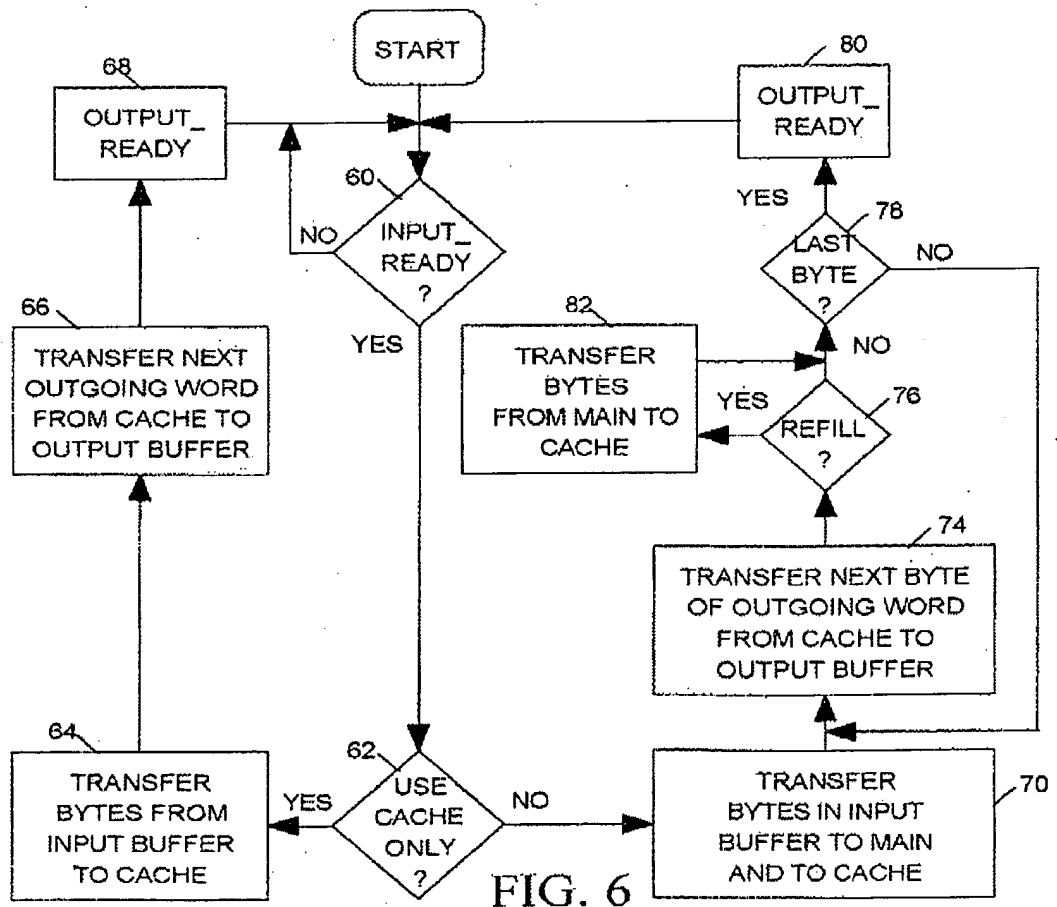 START
68
OUTPUT_
READY
80
OUTPUT_
READY
60
INPUT_
READY
?
NO
YES
YES
78
LAST
BYTE
?
NO
66
TRANSFER NEXT
OUTGOING WORD
FROM CACHE TO
OUTPUT BUFFER
82
TRANSFER
BYTES
FROM MAIN TO
CACHE
NO
YES
76
REFILL
?
74
TRANSFER NEXT BYTE
OF OUTGOING WORD
FROM CACHE TO
OUTPUT BUFFER
64
TRANSFER
BYTES FROM
INPUT BUFFER
TO CACHE
YES
62
USE
CACHE
ONLY
?
NO
TRANSFER
BYTES IN INPUT
BUFFER TO MAIN
AND TO CACHE
70
FIG. 6